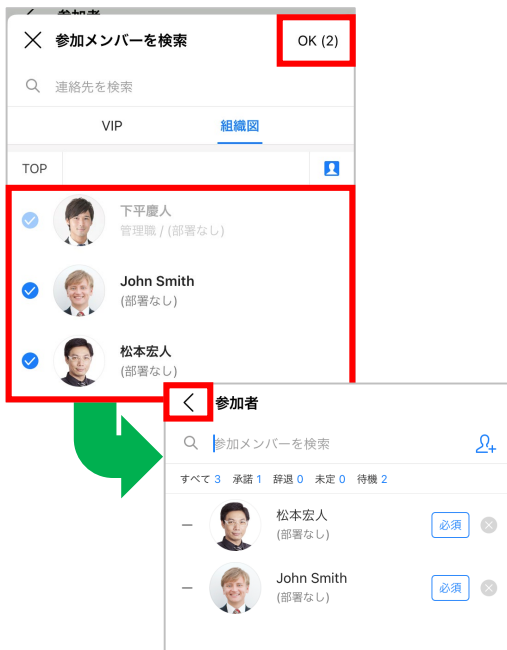 参加者
参加メンバーを検索
OK (2)
連絡先を検索
VIP
組織図
TOP
下平慶人
管理職 / (部署なし)
John Smith
(部署なし)
松本宏人
(部署なし)
参加者
参加メンバーを検索
すべて 3 承諾 1 辞退 0 未定 0 待機 2
松本宏人
(部署なし)
必須
John Smith
(部署なし)
必須